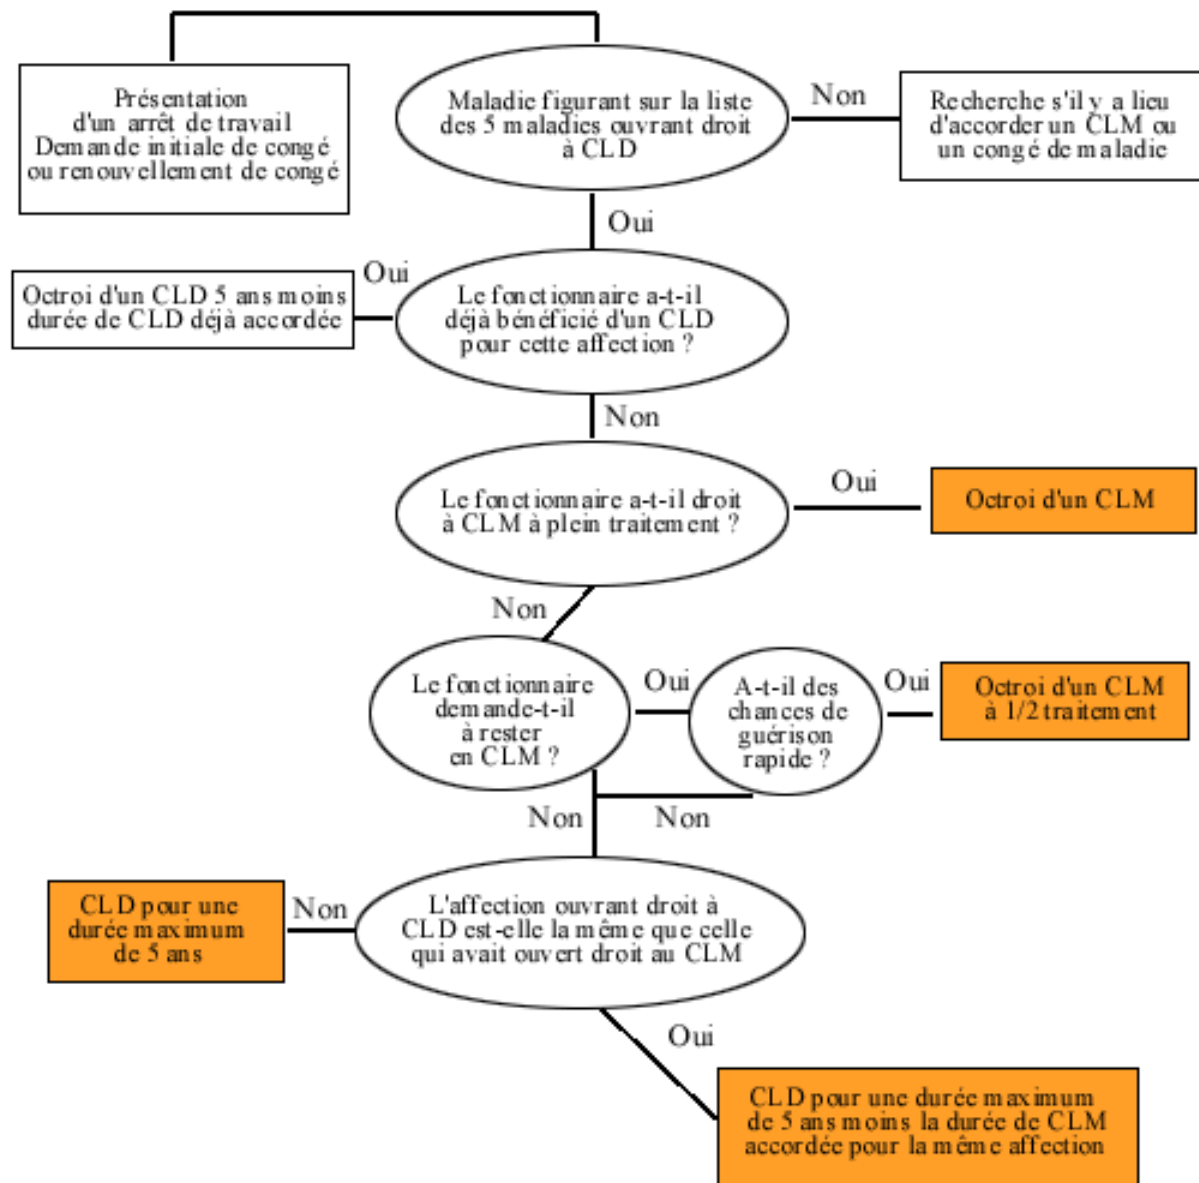 Présentation
d'un arrêt de travail
Demande initiale de congé
ou renouvellement de congé
Maladie figurant sur la liste
des 5 maladies ouvrant droit
à CLD
Non
Recherche s'il y a lieu
d'accorder un CLM ou
un congé de maladie
Oui
Oui
Octroi d'un CLD 5 ans moins
durée de CLD déjà accordée
Le fonctionnaire a-t-il
déjà bénéficié d'un CLD
pour cette affection ?
Non
Le fonctionnaire a-t-il droit
à CLM à plein traitement ?
Oui
Octroi d'un CLM
Non
Le fonctionnaire
demande-t-il
à rester
en CLM ?
Oui
A-t-il des
chances de
guérison
rapide ?
Oui
Octroi d'un CLM
à 1/2 traitement
Non
Non
CLD pour une
durée maximum
de 5 ans
Non
L'affection ouvrant droit à
CLD est-elle la même que celle
qui avait ouvert droit au CLM
Oui
CLD pour une durée maximum
de 5 ans moins la durée de CLM
accordée pour la même affection